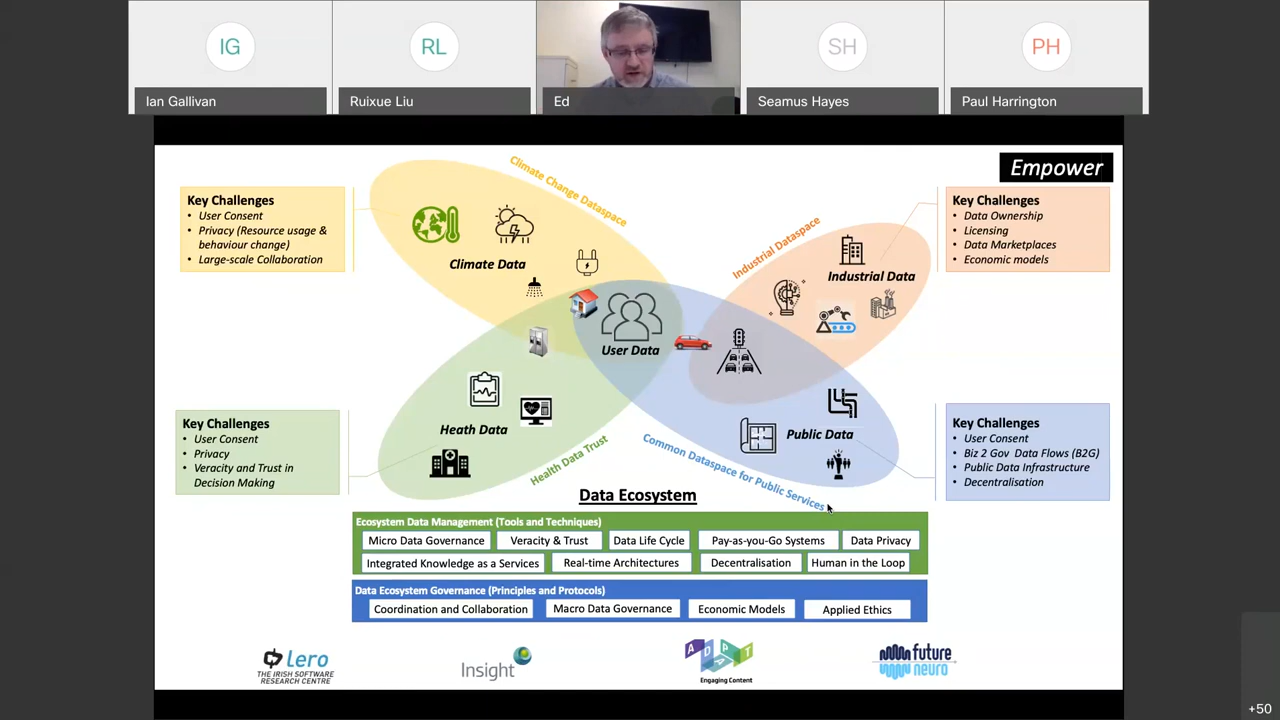 IG
RL
SH
PH
Ian Gallivan
Ruixue Liu
Ed
Seamus Hayes
Paul Harrington
Empower
Key Challenges
• User Consent
• Privacy (Resource usage &
behaviour change)
• Large-scale Collaboration
Climate Change Dataspace
Climate Data
Industrial Dataspace
Industrial Data
Key Challenges
• Data Ownership
• Licensing
• Data Marketplaces
• Economic models
User Data
Key Challenges
• User Consent
• Privacy
• Veracity and Trust in
Decision Making
Heath Data
Health Data Trust
Public Data
Common Dataspace for Public Services
Key Challenges
• User Consent
• Biz 2 Gov Data Flows (B2G)
• Public Data Infrastructure
• Decentralisation
Data Ecosystem
Ecosystem Data Management (Tools and Techniques)
Micro Data Governance
Veracity & Trust
Data Life Cycle
Pay-as-you-Go Systems
Data Privacy
Integrated Knowledge as a Services
Real-time Architectures
Decentralisation
Human in the Loop
Data Ecosystem Governance (Principles and Protocols)
Coordination and Collaboration
Macro Data Governance
Economic Models
Applied Ethics
Lero
THE IRISH SOFTWARE
RESEARCH CENTRE
Insight
ADAPT
Engaging Content
future
neuro
+50